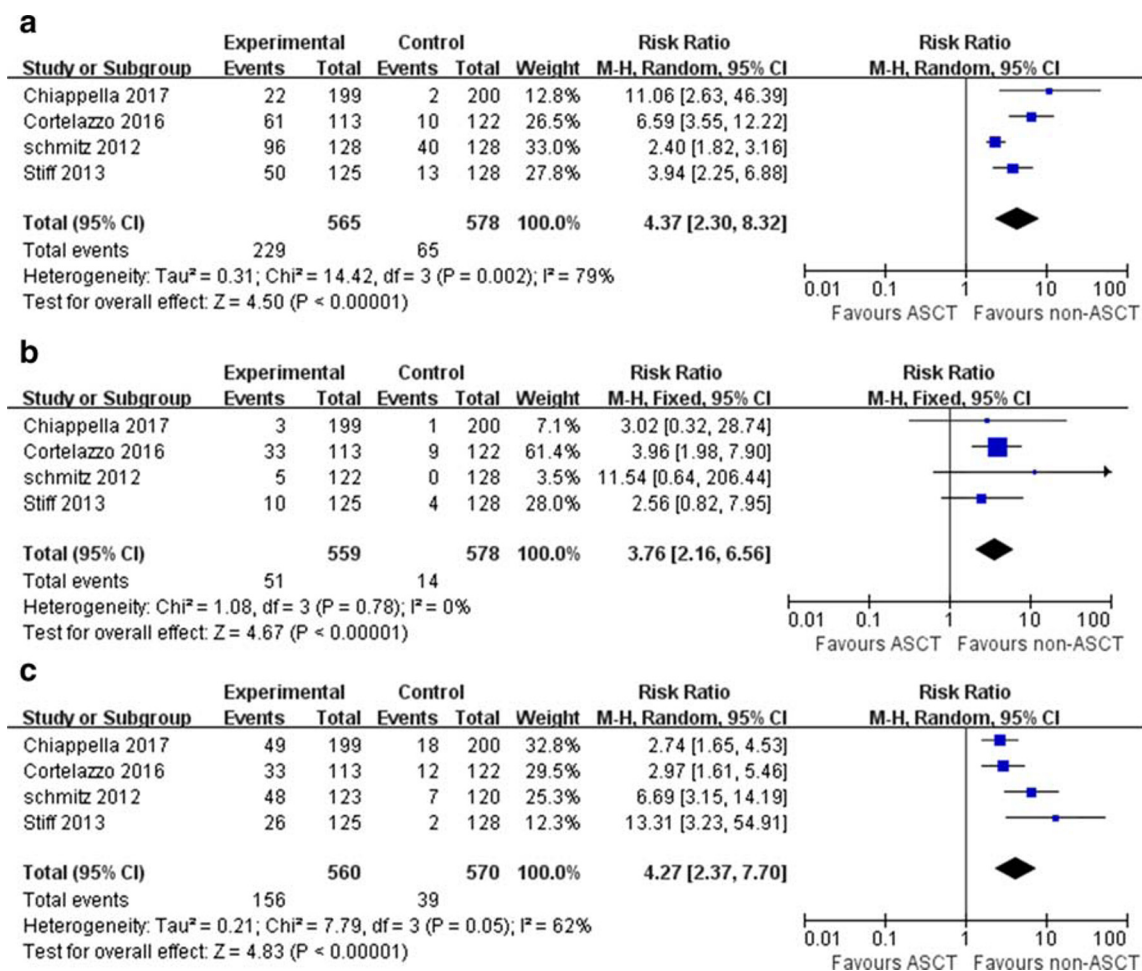 a
Experimental Control Risk Ratio Risk Ratio
Study or Subgroup Events Total Events Total Weight M-H, Random, 95% CI M-H, Random, 95% CI
Chiappella 2017 22 199 2 200 12.8% 11.06 [2.63, 46.39]
Cortelazzo 2016 61 113 10 122 26.5% 6.59 [3.55, 12.22]
schmitz 2012 96 128 40 128 33.0% 2.40 [1.82, 3.16]
Stiff 2013 50 125 13 128 27.8% 3.94 [2.25, 6.88]
Total (95% CI) 565 578 100.0% 4.37 [2.30, 8.32]
Total events 229 65
Heterogeneity: Tau² = 0.31; Chi² = 14.42, df = 3 (P = 0.002); I² = 79%
Test for overall effect: Z = 4.50 (P < 0.00001)
0.01 0.1 1 10 100
Favours ASCT Favours non-ASCT
b
Experimental Control Risk Ratio Risk Ratio
Study or Subgroup Events Total Events Total Weight M-H, Fixed, 95% CI M-H, Fixed, 95% CI
Chiappella 2017 3 199 1 200 7.1% 3.02 [0.32, 28.74]
Cortelazzo 2016 33 113 9 122 61.4% 3.96 [1.98, 7.90]
schmitz 2012 5 122 0 128 3.5% 11.54 [0.64, 206.44]
Stiff 2013 10 125 4 128 28.0% 2.56 [0.82, 7.95]
Total (95% CI) 559 578 100.0% 3.76 [2.16, 6.56]
Total events 51 14
Heterogeneity: Chi² = 1.08, df = 3 (P = 0.78); I² = 0%
Test for overall effect: Z = 4.67 (P < 0.00001)
0.01 0.1 1 10 100
Favours ASCT Favours non-ASCT
c
Experimental Control Risk Ratio Risk Ratio
Study or Subgroup Events Total Events Total Weight M-H, Random, 95% CI M-H, Random, 95% CI
Chiappella 2017 49 199 18 200 32.8% 2.74 [1.65, 4.53]
Cortelazzo 2016 33 113 12 122 29.5% 2.97 [1.61, 5.46]
schmitz 2012 48 123 7 120 25.3% 6.69 [3.15, 14.19]
Stiff 2013 26 125 2 128 12.3% 13.31 [3.23, 54.91]
Total (95% CI) 560 570 100.0% 4.27 [2.37, 7.70]
Total events 156 39
Heterogeneity: Tau² = 0.21; Chi² = 7.79, df = 3 (P = 0.05); I² = 62%
Test for overall effect: Z = 4.83 (P < 0.00001)
0.01 0.1 1 10 100
Favours ASCT Favours non-ASCT